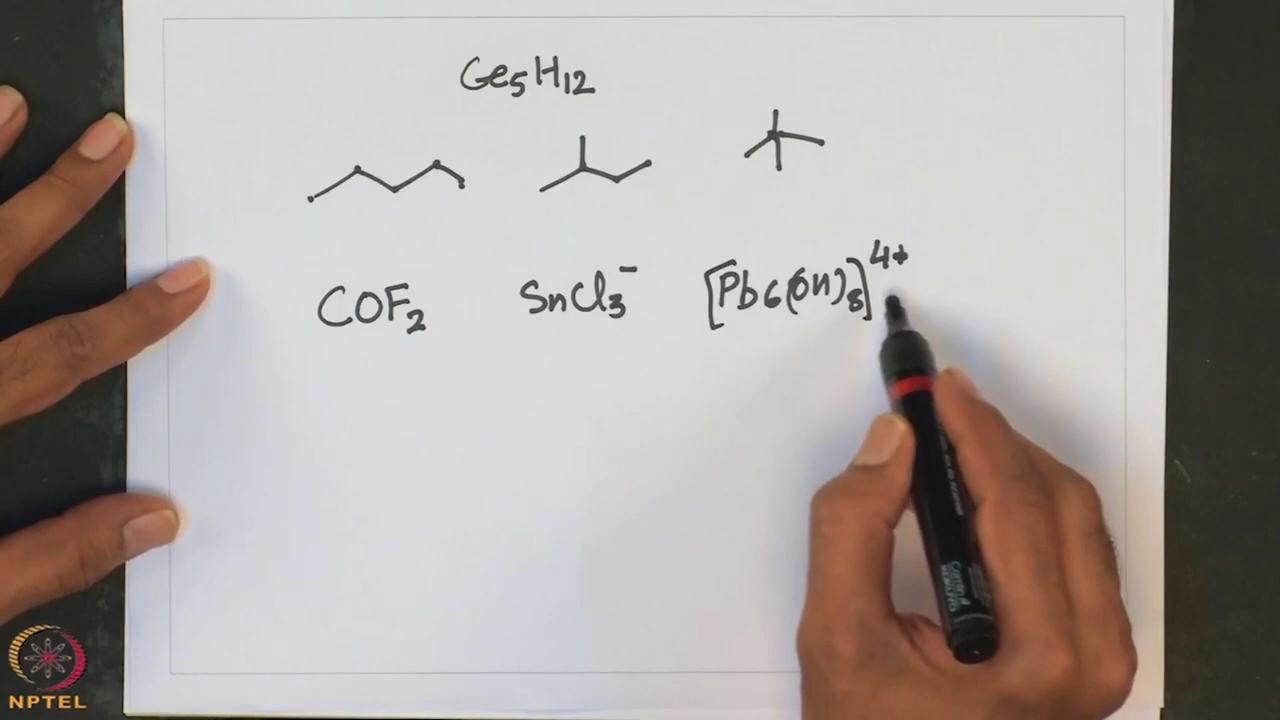 Ge₅H₁₂
COF₂ SnCl₃⁻ [Pb₆(OH)₈]⁴⁺
NPTEL